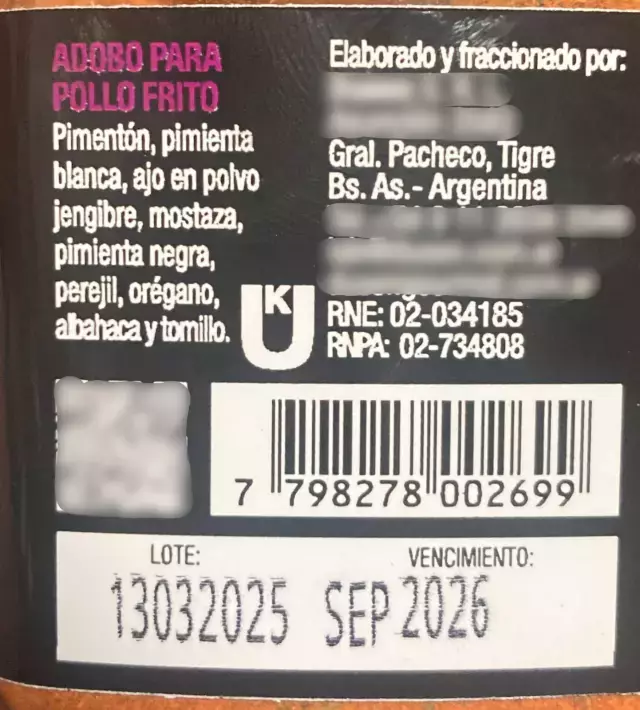 ADOBO PARA
POLLO FRITO
Pimentón, pimienta
blanca, ajo en polvo
jengibre, mostaza,
pimienta negra,
perejil, orégano,
albahaca y tomillo.
UK
Elaborado y fraccionado por:
Gral. Pacheco, Tigre
Bs. As.- Argentina
RNE: 02-034185
RNPA: 02-734808
7 798278 002699
LOTE:
13032025
VENCIMIENTO:
SEP 2026